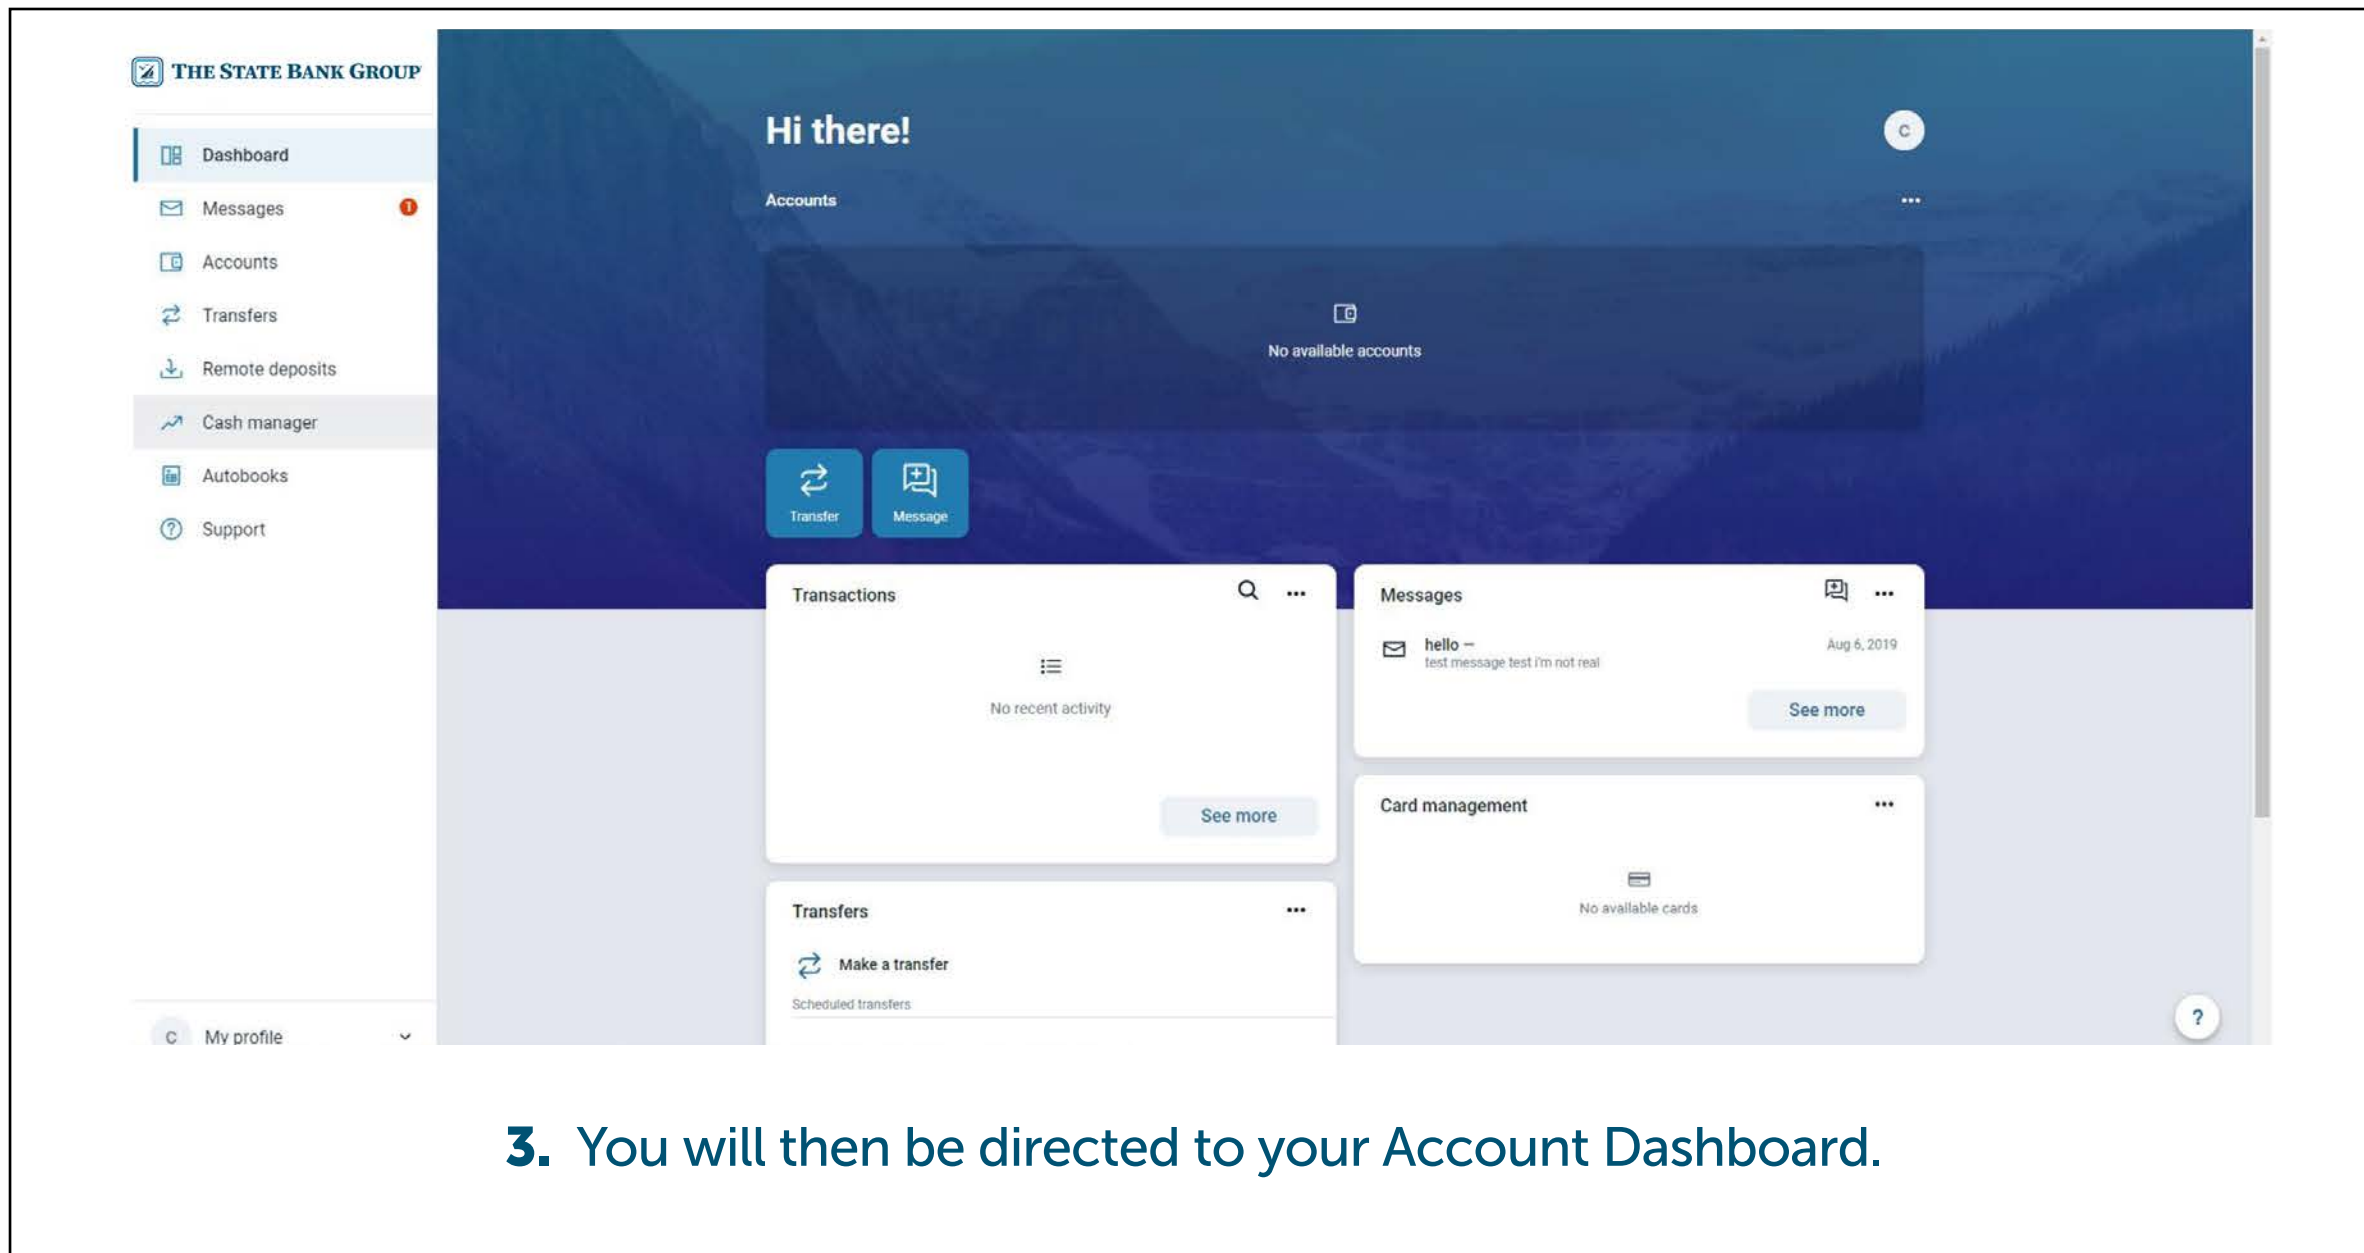 THE STATE BANK GROUP
Dashboard
Messages 1
Accounts
Transfers
Remote deposits
Cash manager
Autobooks
Support
C My profile
Hi there!
C
Accounts
No available accounts
Transfer
Message
Transactions
No recent activity
See more
Transfers
Make a transfer
Scheduled transfers
Messages
hello –
Aug 6, 2019
test message test i'm not real
See more
Card management
No available cards
?
3. You will then be directed to your Account Dashboard.